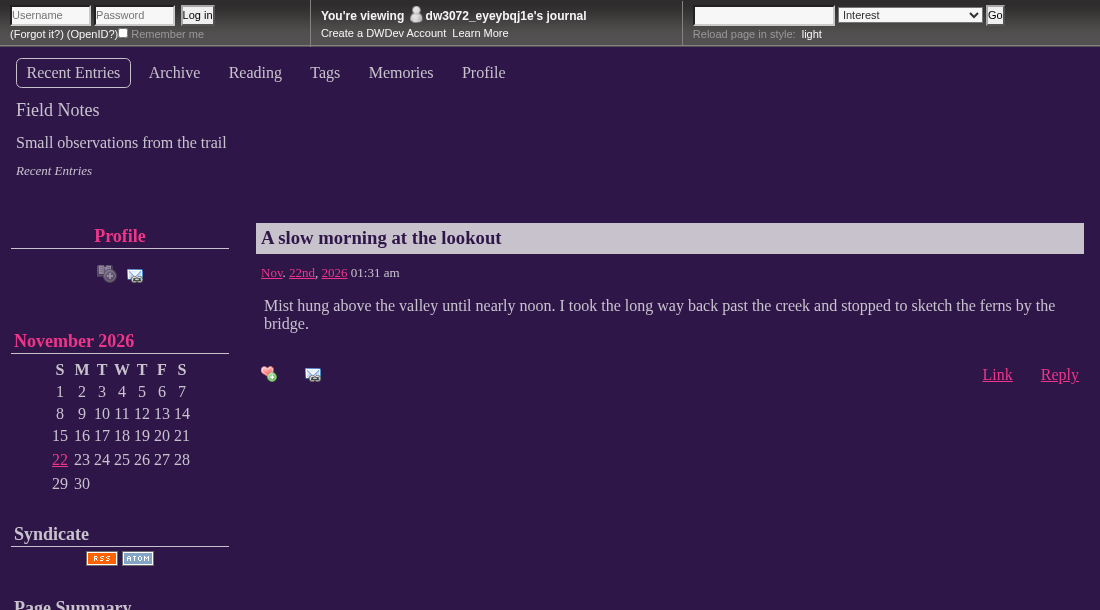 Username Password Log in
(Forgot it?) (OpenID?) Remember me
You're viewing dw3072_eyeybqj1e's journal
Create a DWDev Account Learn More
Interest Go
Reload page in style: light
Recent Entries Archive Reading Tags Memories Profile
Field Notes
Small observations from the trail
Recent Entries
Profile
November 2026
S M T W T F S
1 2 3 4 5 6 7
8 9 10 11 12 13 14
15 16 17 18 19 20 21
22 23 24 25 26 27 28
29 30
Syndicate
RSS ATOM
Page Summary
A slow morning at the lookout
Nov. 22nd, 2026 01:31 am
Mist hung above the valley until nearly noon. I took the long way back past the creek and stopped to sketch the ferns by the
bridge.
Link Reply